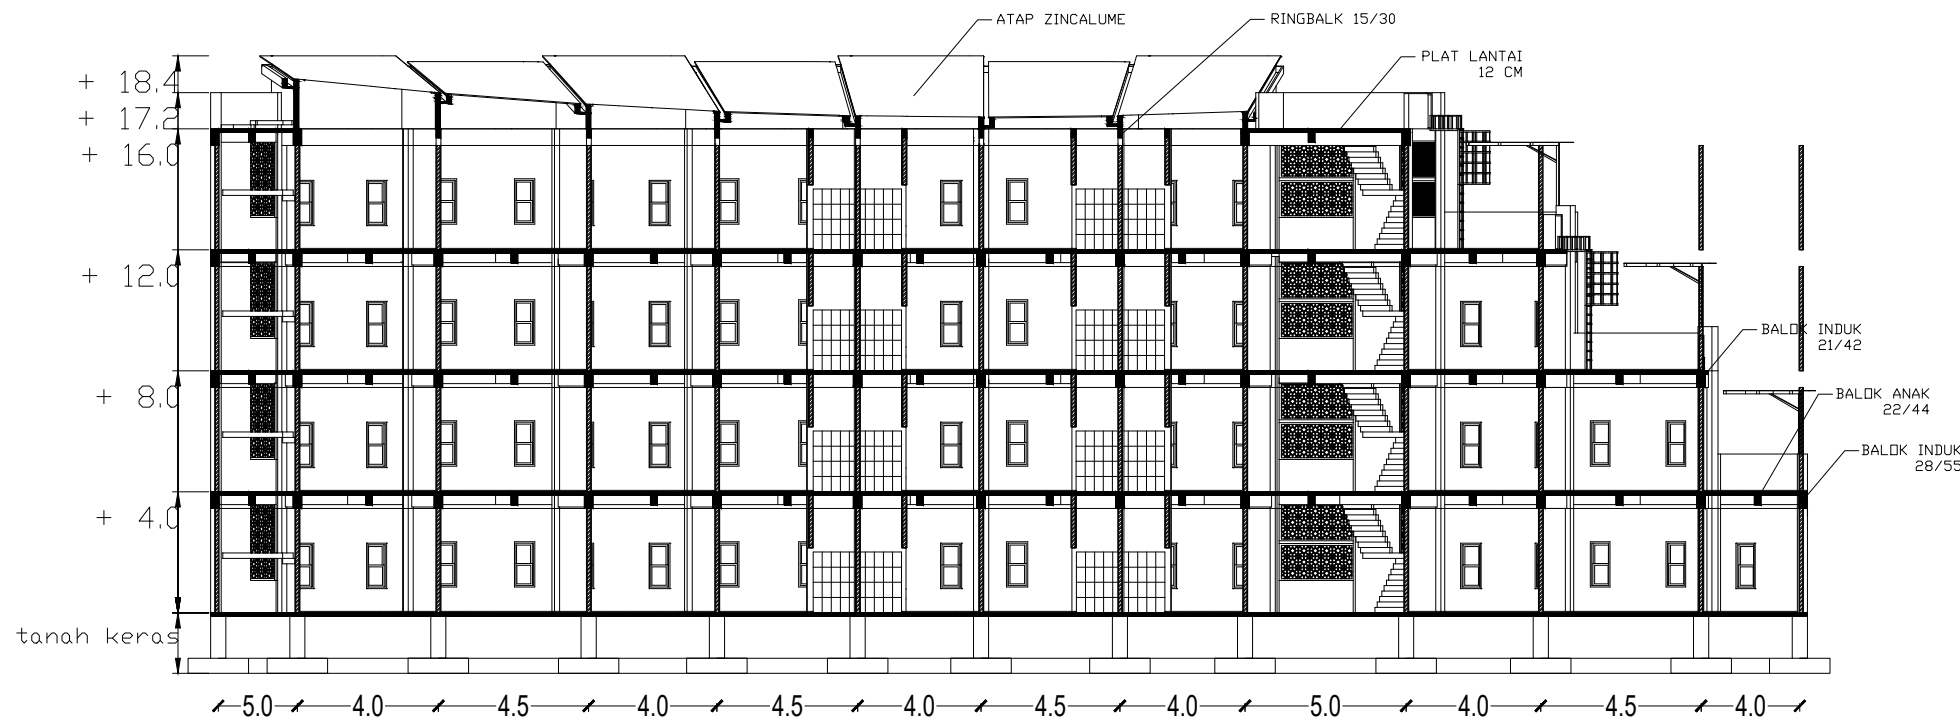 ATAP ZINCALUME
RINGBALK 15/30
PLAT LANTAI
12 CM
+ 18.4
+ 17.2
+ 16.0
+ 12.0
BALOK INDUK
21/42
+ 8.0
BALOK ANAK
22/44
BALOK INDUK
28/55
+ 4.0
tanah keras
5.0 4.0 4.5 4.0 4.5 4.0 4.5 4.0 5.0 4.0 4.5 4.0